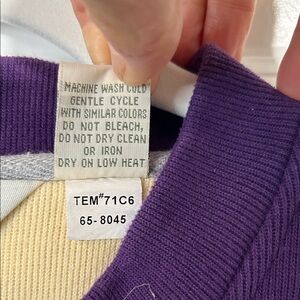 MACHINE WASH COLD
GENTLE CYCLE
WITH SIMILAR COLORS
DO NOT BLEACH,
DO NOT DRY CLEAN
OR IRON
DRY ON LOW HEAT
TEM#71C6
65-8045